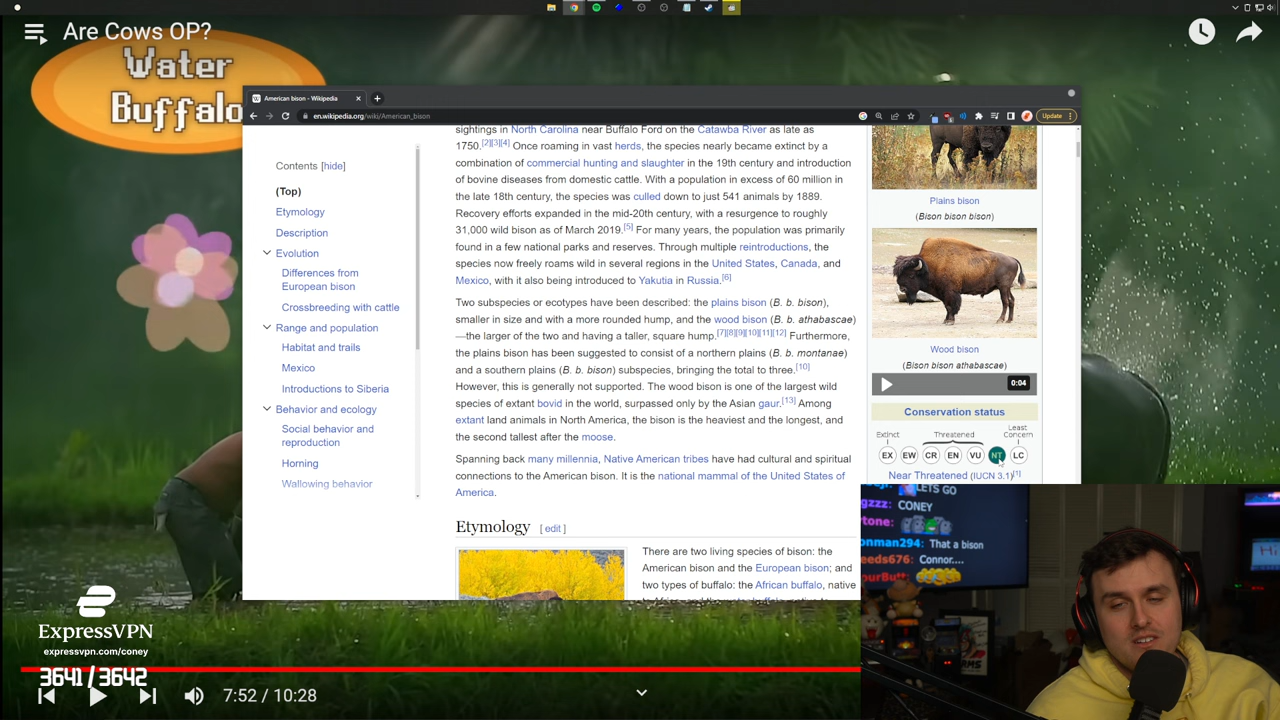 Are Cows OP?
Water
Buffalo
American bison - Wikipedia
en.wikipedia.org/wiki/American_bison
Update
Contents [hide]
(Top)
Etymology
Description
Evolution
Differences from
European bison
Crossbreeding with cattle
Range and population
Habitat and trails
Mexico
Introductions to Siberia
Behavior and ecology
Social behavior and
reproduction
Horning
Wallowing behavior
sightings in North Carolina near Buffalo Ford on the Catawba River as late as
1750.[2][3][4] Once roaming in vast herds, the species nearly became extinct by a
combination of commercial hunting and slaughter in the 19th century and introduction
of bovine diseases from domestic cattle. With a population in excess of 60 million in
the late 18th century, the species was culled down to just 541 animals by 1889.
Recovery efforts expanded in the mid-20th century, with a resurgence to roughly
31,000 wild bison as of March 2019.[5] For many years, the population was primarily
found in a few national parks and reserves. Through multiple reintroductions, the
species now freely roams wild in several regions in the United States, Canada, and
Mexico, with it also being introduced to Yakutia in Russia.[6]
Two subspecies or ecotypes have been described: the plains bison (B. b. bison),
smaller in size and with a more rounded hump, and the wood bison (B. b. athabascae)
—the larger of the two and having a taller, square hump.[7][8][9][10][11][12] Furthermore,
the plains bison has been suggested to consist of a northern plains (B. b. montanae)
and a southern plains (B. b. bison) subspecies, bringing the total to three.[10]
However, this is generally not supported. The wood bison is one of the largest wild
species of extant bovid in the world, surpassed only by the Asian gaur.[13] Among
extant land animals in North America, the bison is the heaviest and the longest, and
the second tallest after the moose.
Spanning back many millennia, Native American tribes have had cultural and spiritual
connections to the American bison. It is the national mammal of the United States of
America.
Etymology [ edit ]
There are two living species of bison: the
American bison and the European bison; and
two types of buffalo: the African buffalo, native
Plains bison
(Bison bison bison)
Wood bison
(Bison bison athabascae)
0:04
Conservation status
Extinct
Threatened
Least
Concern
EX EW CR EN VU NT LC
Near Threatened (IUCN 3.1)[1]
LETS GO
CONEY
onman294: That a bison
eeds676: Connor....
ExpressVPN
expressvpn.com/coney
3641/3642
7:52 / 10:28